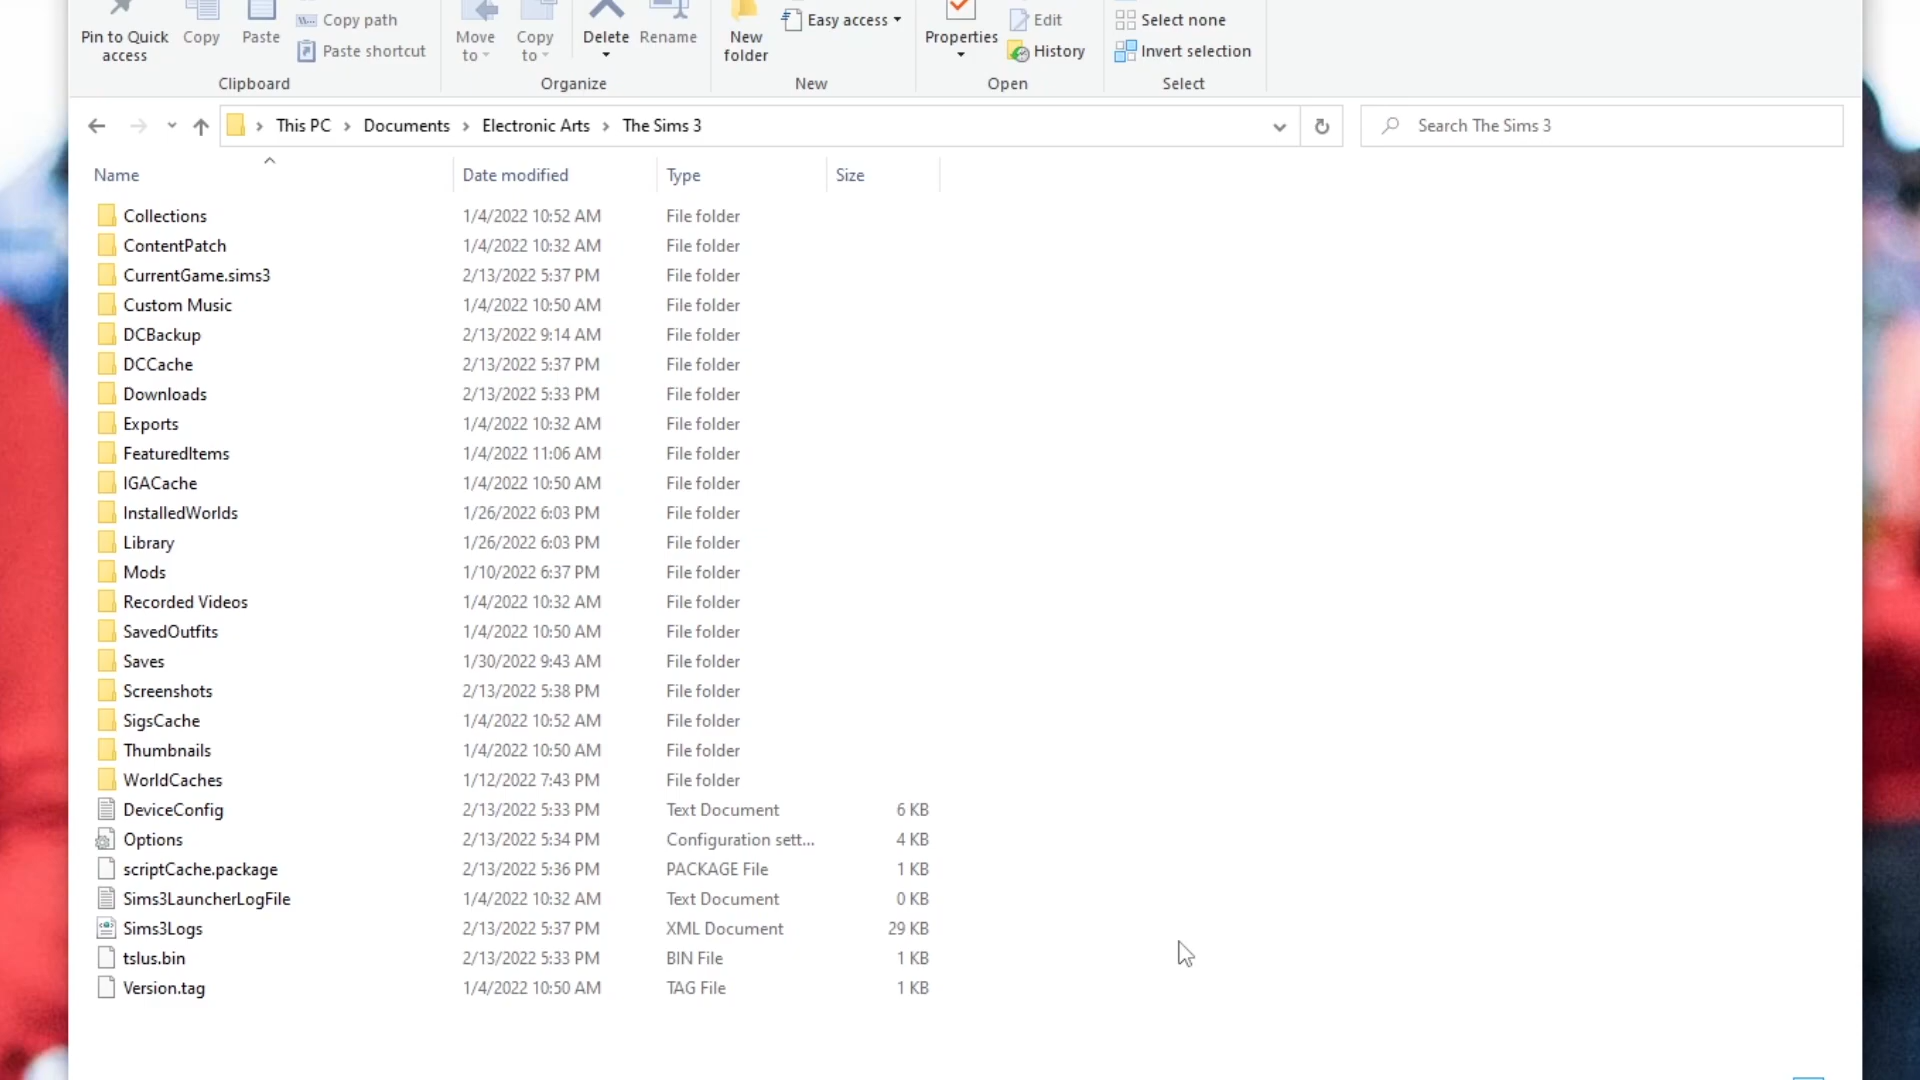 Copy path
Pin to Quick access
Copy
Paste
Paste shortcut
Clipboard
Move to
Copy to
Delete
Rename
Organize
New folder
Easy access
New
Properties
Edit
History
Open
Select none
Invert selection
Select
This PC > Documents > Electronic Arts > The Sims 3
Search The Sims 3
Name Date modified Type Size
Collections 1/4/2022 10:52 AM File folder
ContentPatch 1/4/2022 10:32 AM File folder
CurrentGame.sims3 2/13/2022 5:37 PM File folder
Custom Music 1/4/2022 10:50 AM File folder
DCBackup 2/13/2022 9:14 AM File folder
DCCache 2/13/2022 5:37 PM File folder
Downloads 2/13/2022 5:33 PM File folder
Exports 1/4/2022 10:32 AM File folder
FeaturedItems 1/4/2022 11:06 AM File folder
IGACache 1/4/2022 10:50 AM File folder
InstalledWorlds 1/26/2022 6:03 PM File folder
Library 1/26/2022 6:03 PM File folder
Mods 1/10/2022 6:37 PM File folder
Recorded Videos 1/4/2022 10:32 AM File folder
SavedOutfits 1/4/2022 10:50 AM File folder
Saves 1/30/2022 9:43 AM File folder
Screenshots 2/13/2022 5:38 PM File folder
SigsCache 1/4/2022 10:52 AM File folder
Thumbnails 1/4/2022 10:50 AM File folder
WorldCaches 1/12/2022 7:43 PM File folder
DeviceConfig 2/13/2022 5:33 PM Text Document 6 KB
Options 2/13/2022 5:34 PM Configuration sett... 4 KB
scriptCache.package 2/13/2022 5:36 PM PACKAGE File 1 KB
Sims3LauncherLogFile 1/4/2022 10:32 AM Text Document 0 KB
Sims3Logs 2/13/2022 5:37 PM XML Document 29 KB
tslus.bin 2/13/2022 5:33 PM BIN File 1 KB
Version.tag 1/4/2022 10:50 AM TAG File 1 KB